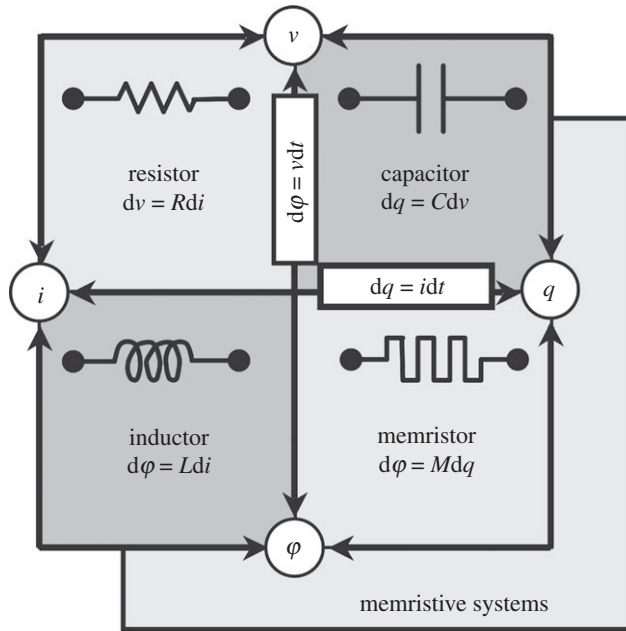 v
resistor
dv = Rdi
dφ = vdt
capacitor
dq = Cdv
i
dq = idt
q
inductor
dφ = Ldi
memristor
dφ = Mdq
φ
memristive systems